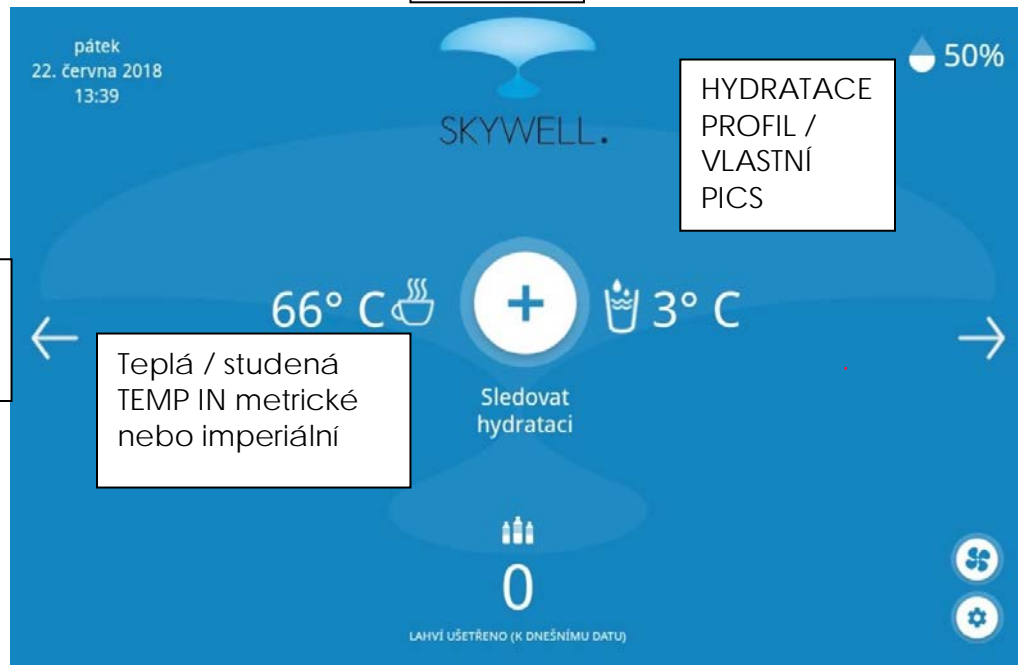 pátek
22. června 2018
13:39
SKYWELL.
50%
HYDRATACE
PROFIL /
VLASTNÍ
PICS
66° C
+
3° C
Teplá / studená
TEMP IN metrické
nebo imperiální
Sledovat
hydrataci
0
LAHVÍ UŠETŘENO (K DNEŠNÍMU DATU)